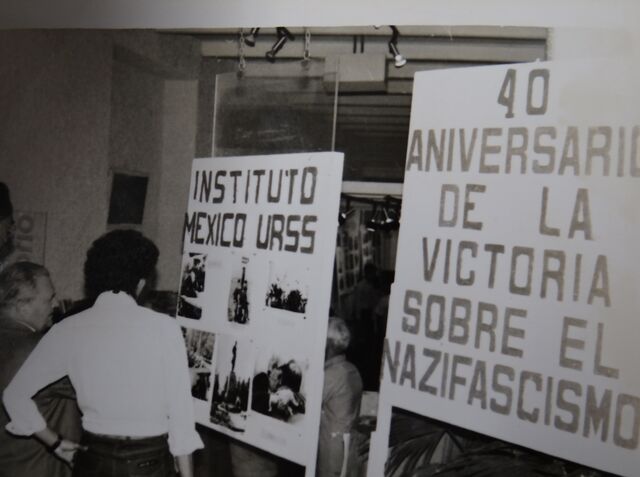 INSTITUTO
MEXICO URSS
40
ANIVERSARIO
DE LA
VICTORIA
SOBRE EL
NAZIFASCISMO